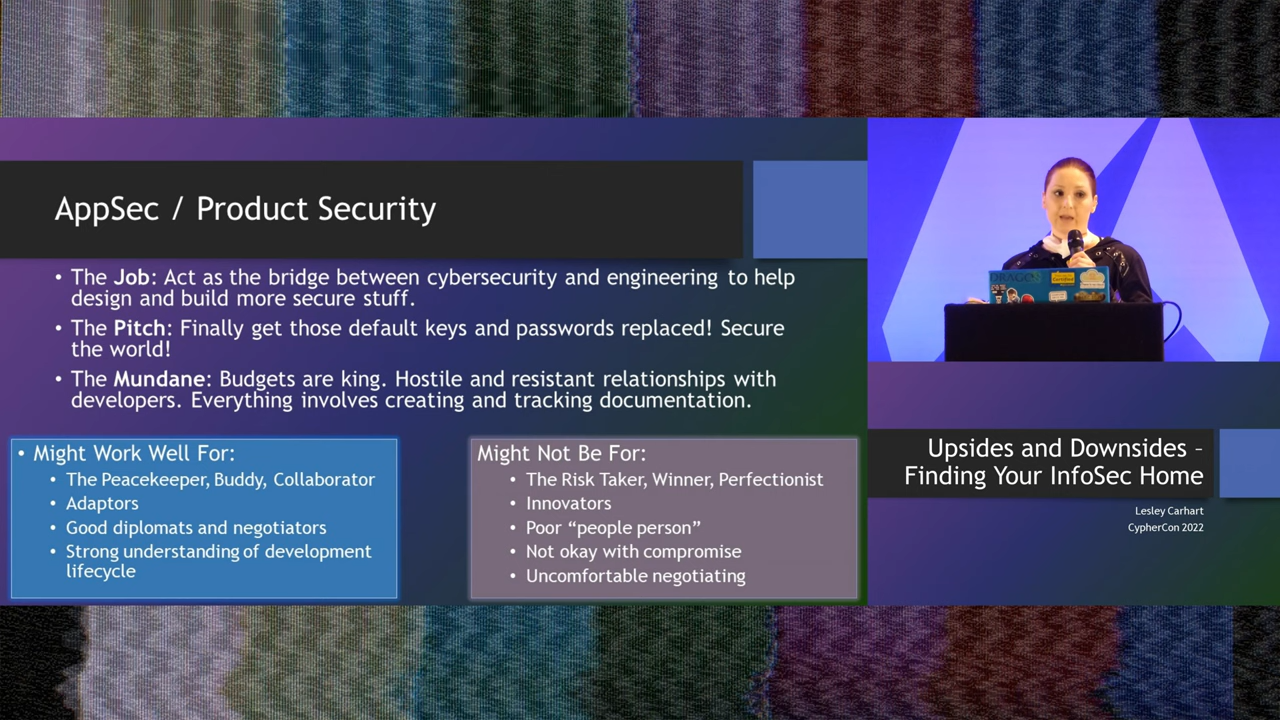 AppSec / Product Security
• The Job: Act as the bridge between cybersecurity and engineering to help
design and build more secure stuff.
• The Pitch: Finally get those default keys and passwords replaced! Secure
the world!
• The Mundane: Budgets are king. Hostile and resistant relationships with
developers. Everything involves creating and tracking documentation.
• Might Work Well For:
• The Peacekeeper, Buddy, Collaborator
• Adaptors
• Good diplomats and negotiators
• Strong understanding of development
lifecycle
Might Not Be For:
• The Risk Taker, Winner, Perfectionist
• Innovators
• Poor “people person”
• Not okay with compromise
• Uncomfortable negotiating
DRAGOS
Upsides and Downsides –
Finding Your InfoSec Home
Lesley Carhart
CypherCon 2022